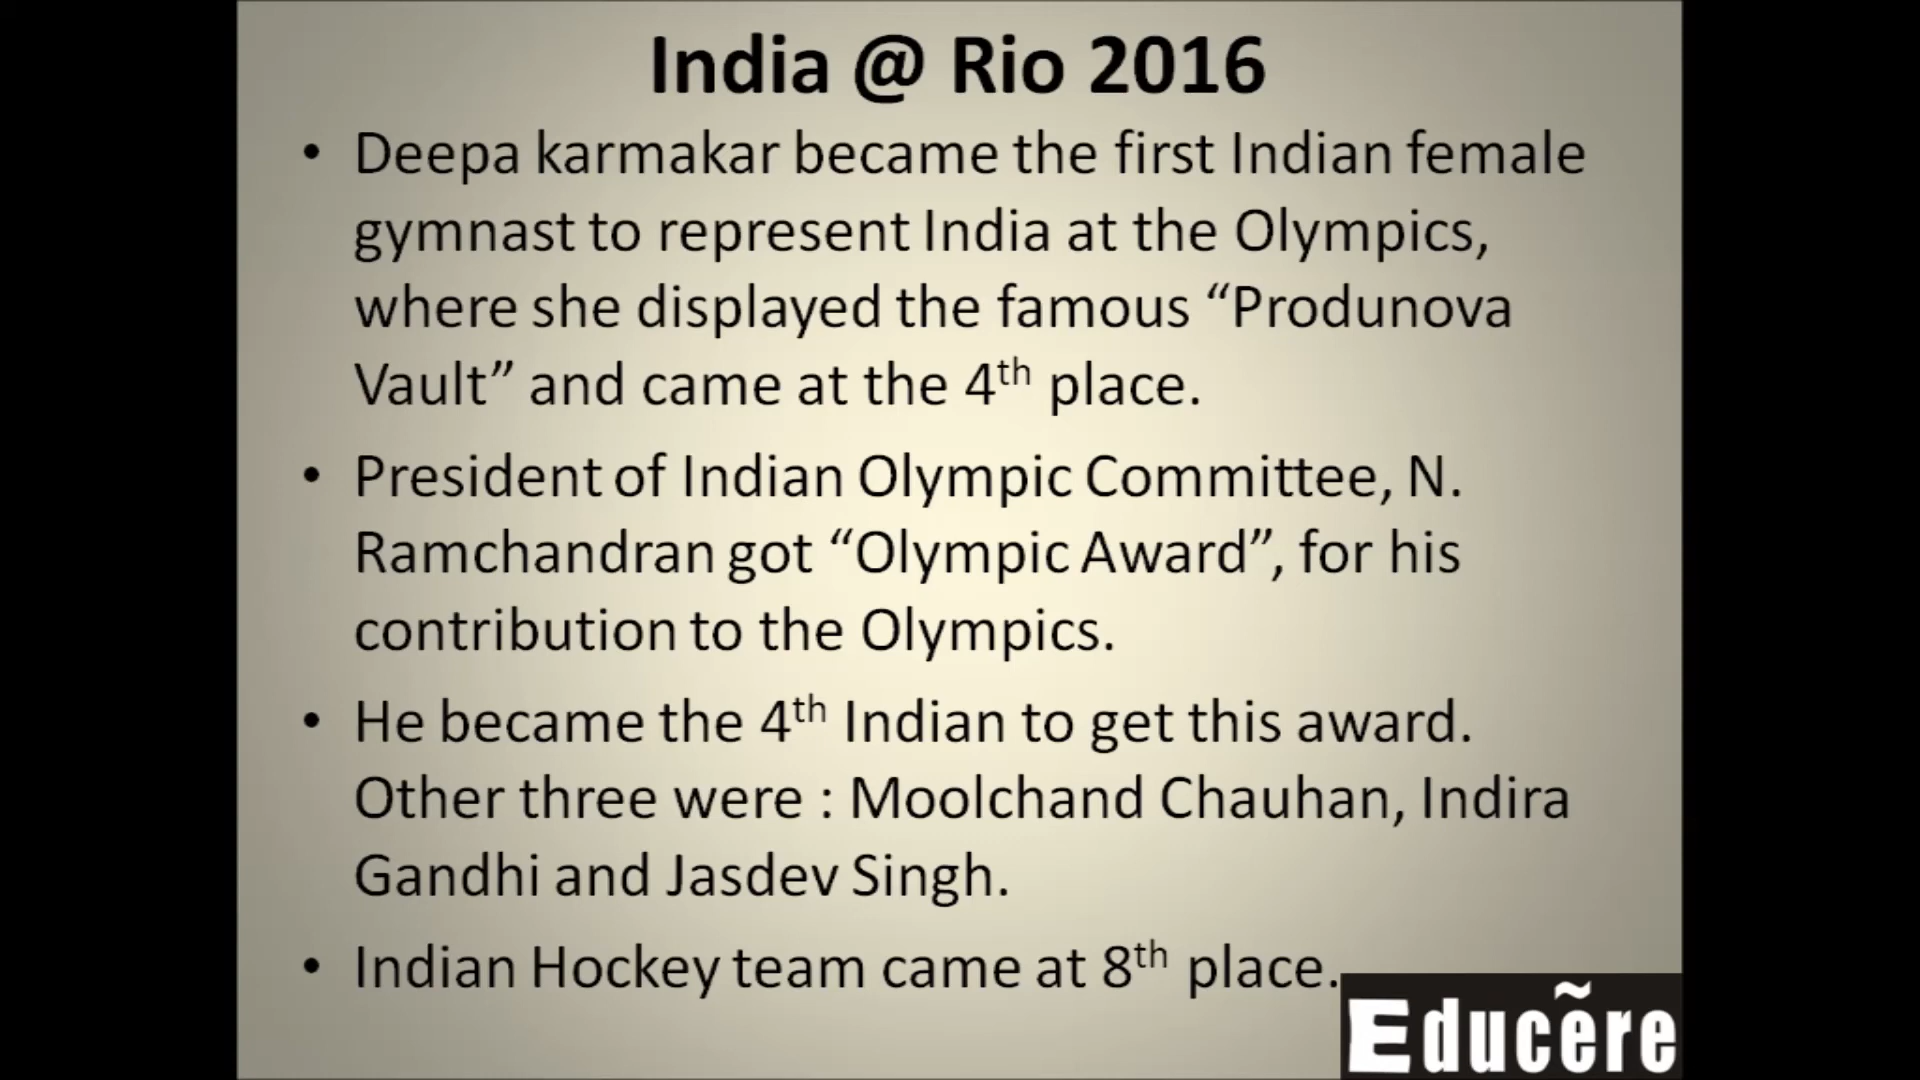 India @ Rio 2016
• Deepa karmakar became the first Indian female
gymnast to represent India at the Olympics,
where she displayed the famous “Produnova
Vault” and came at the 4th place.
• President of Indian Olympic Committee, N.
Ramchandran got “Olympic Award”, for his
contribution to the Olympics.
• He became the 4th Indian to get this award.
Other three were : Moolchand Chauhan, Indira
Gandhi and Jasdev Singh.
• Indian Hockey team came at 8th place.
Educẽre